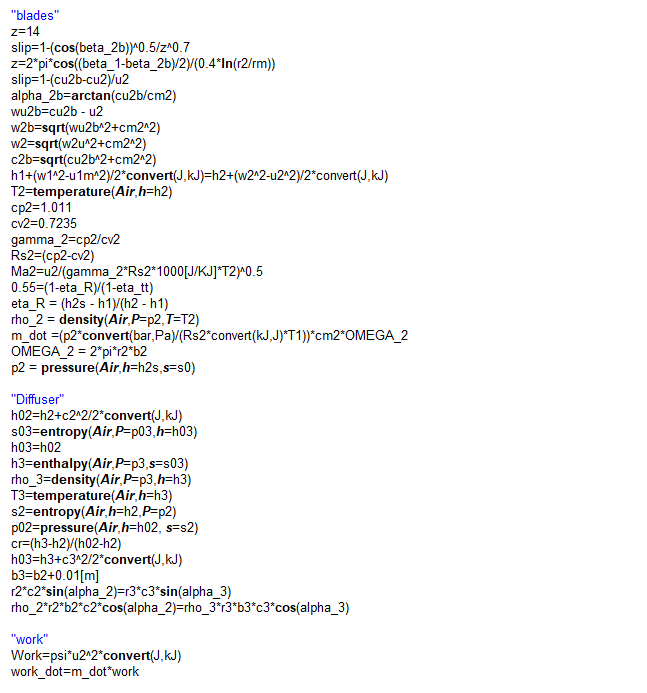 "blades"
z=14
slip=1-(cos(beta_2b))^0.5/z^0.7
z=2*pi*cos((beta_1-beta_2b)/2)/(0.4*ln(r2/rm))
slip=1-(cu2b-cu2)/u2
alpha_2b=arctan(cu2b/cm2)
wu2b=cu2b - u2
w2b=sqrt(wu2b^2+cm2^2)
w2=sqrt(w2u^2+cm2^2)
c2b=sqrt(cu2b^2+cm2^2)
h1+(w1^2-u1m^2)/2*convert(J,kJ)=h2+(w2^2-u2^2)/2*convert(J,kJ)
T2=temperature(Air,h=h2)
cp2=1.011
cv2=0.7235
gamma_2=cp2/cv2
Rs2=(cp2-cv2)
Ma2=u2/(gamma_2*Rs2*1000[J/KJ]*T2)^0.5
0.55=(1-eta_R)/(1-eta_tt)
eta_R = (h2s - h1)/(h2 - h1)
rho_2 = density(Air,P=p2,T=T2)
m_dot =(p2*convert(bar,Pa)/(Rs2*convert(kJ,J)*T1))*cm2*OMEGA_2
OMEGA_2 = 2*pi*r2*b2
p2 = pressure(Air,h=h2s,s=s0)
"Diffuser"
h02=h2+c2^2/2*convert(J,kJ)
s03=entropy(Air,P=p03,h=h03)
h03=h02
h3=enthalpy(Air,P=p3,s=s03)
rho_3=density(Air,P=p3,h=h3)
T3=temperature(Air,h=h3)
s2=entropy(Air,h=h2,P=p2)
p02=pressure(Air,h=h02, s=s2)
cr=(h3-h2)/(h02-h2)
h03=h3+c3^2/2*convert(J,kJ)
b3=b2+0.01[m]
r2*c2*sin(alpha_2)=r3*c3*sin(alpha_3)
rho_2*r2*b2*c2*cos(alpha_2)=rho_3*r3*b3*c3*cos(alpha_3)
"work"
Work=psi*u2^2*convert(J,kJ)
work_dot=m_dot*work